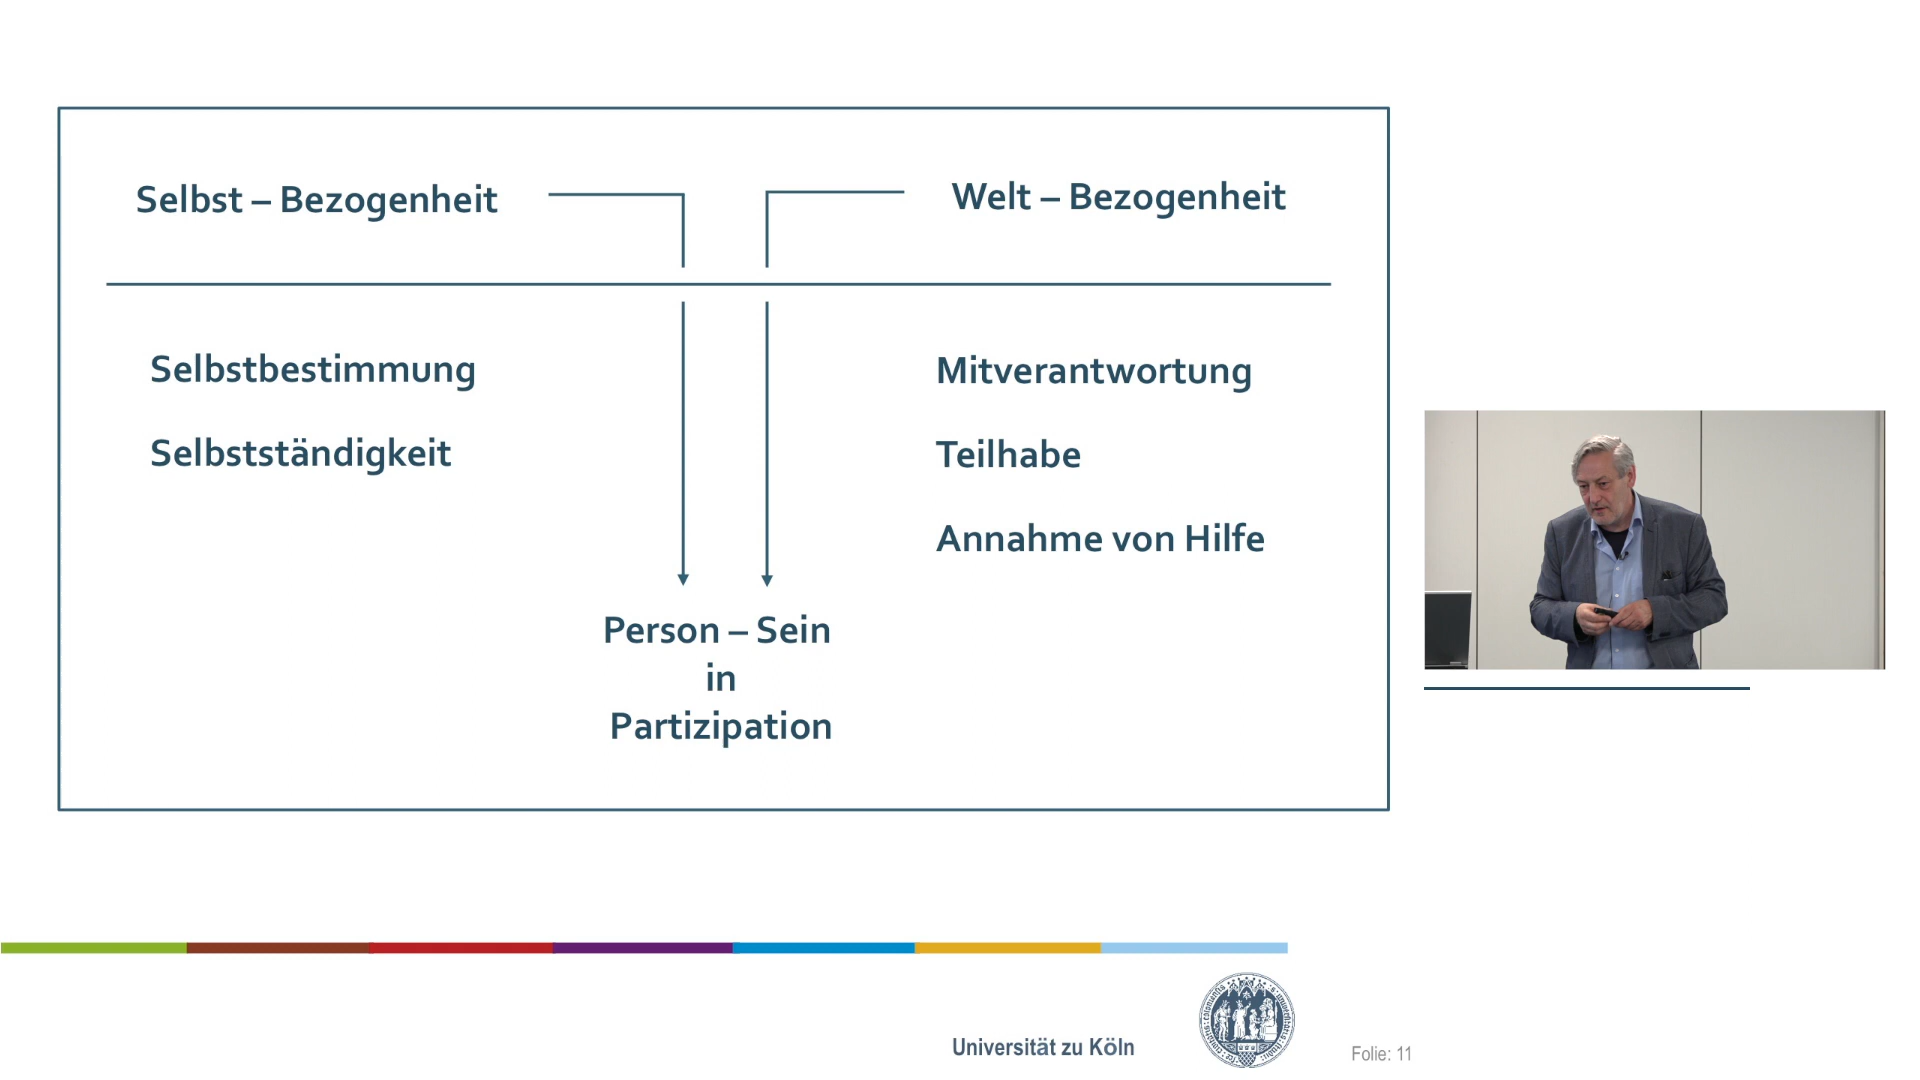 Selbst – Bezogenheit
Welt – Bezogenheit
Selbstbestimmung
Selbstständigkeit
Mitverantwortung
Teilhabe
Annahme von Hilfe
Person – Sein
in
Partizipation
Universität zu Köln
Folie: 11